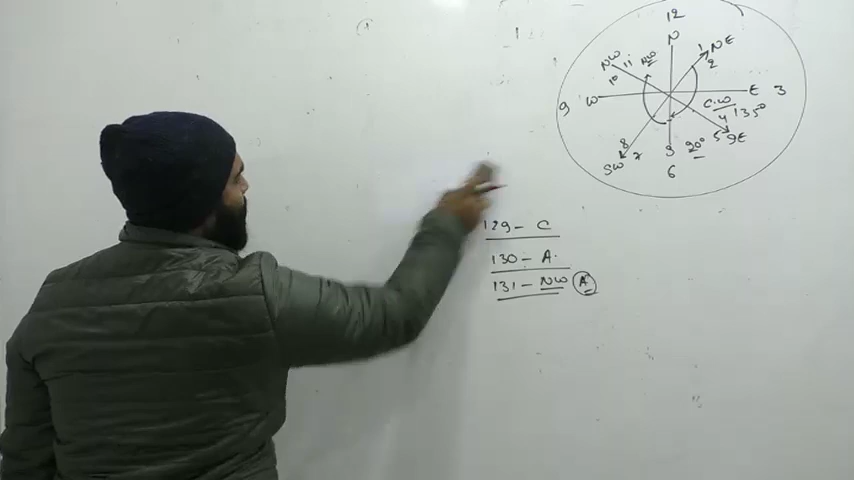 12
N
NW 11 NW 1 NE
10 2
9 W E 3
C.W
4 135°
8 5 SE
SW 7 S 90°
6
129 - C
130 - A.
131 - NW A